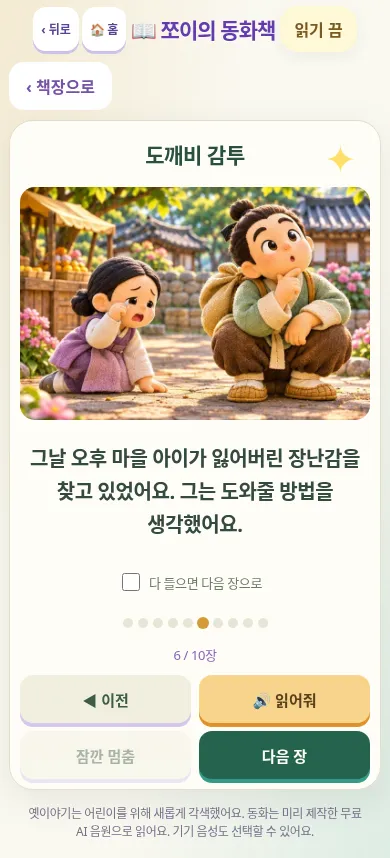 ‹ 뒤로 🏠 홈 📖 쪼이의 동화책 읽기 끔
‹ 책장으로
도깨비 감투
그날 오후 마을 아이가 잃어버린 장난감을
찾고 있었어요. 그는 도와줄 방법을
생각했어요.
다 들으면 다음 장으로
6 / 10장
◀ 이전 🔊 읽어줘
잠깐 멈춤 다음 장
옛이야기는 어린이를 위해 새롭게 각색했어요. 동화는 미리 제작한 무료
AI 음원으로 읽어요. 기기 음성도 선택할 수 있어요.